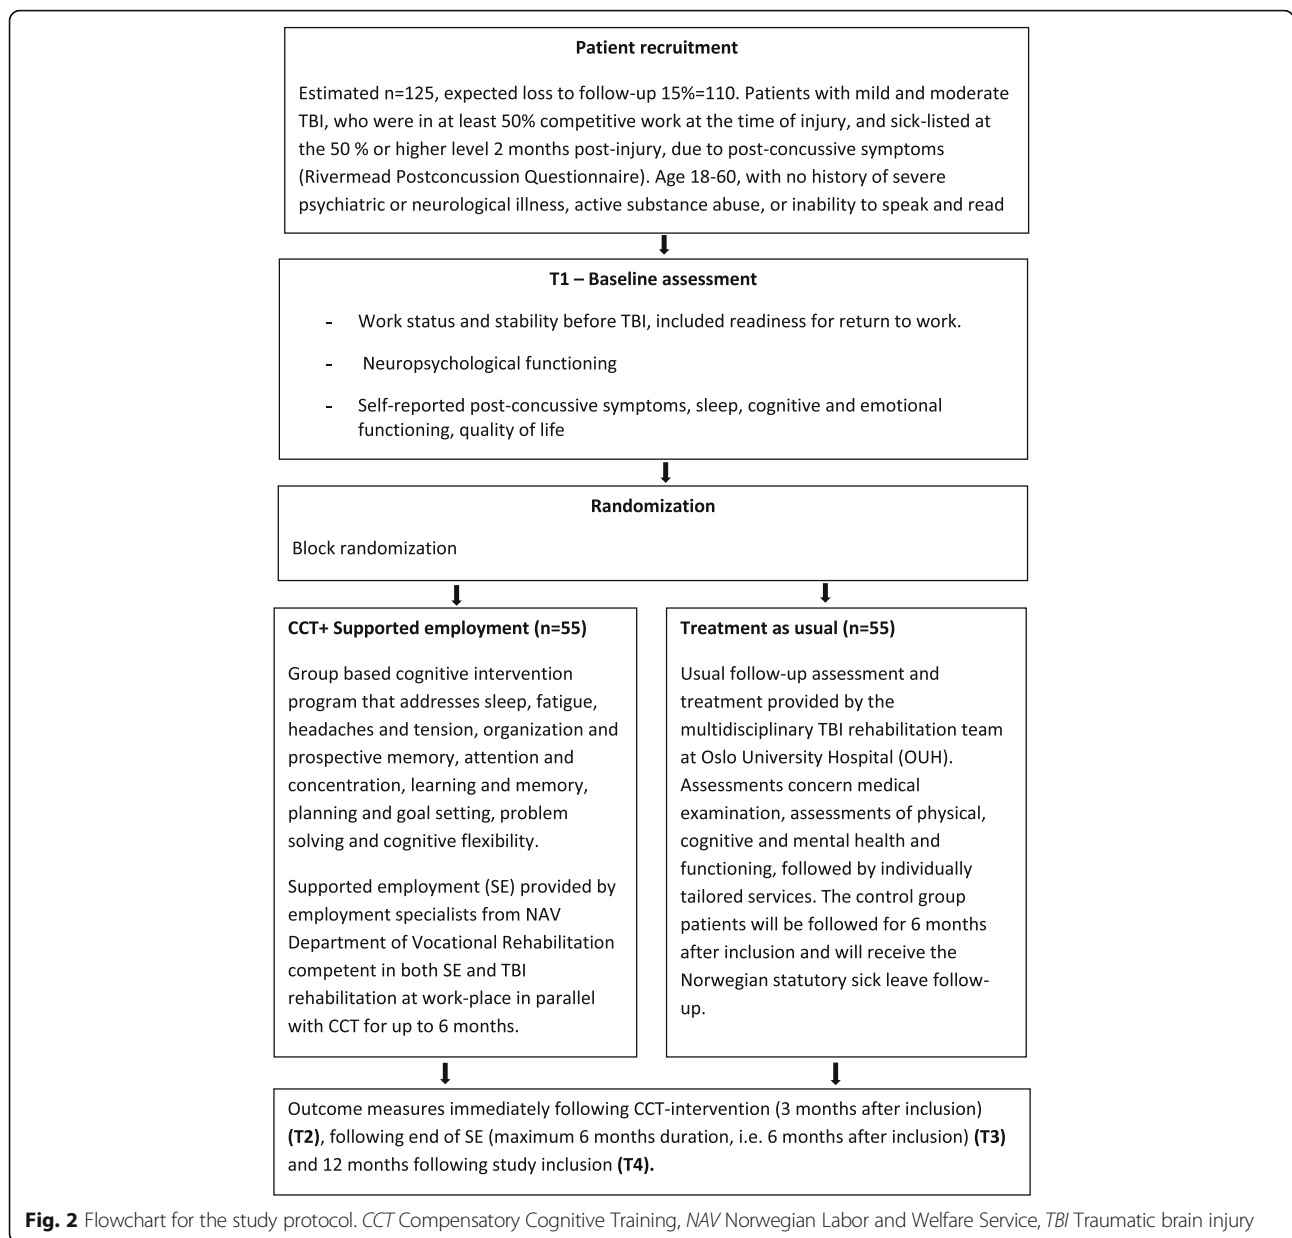 Patient recruitment
Estimated n=125, expected loss to follow-up 15%=110. Patients with mild and moderate
TBI, who were in at least 50% competitive work at the time of injury, and sick-listed at
the 50 % or higher level 2 months post-injury, due to post-concussive symptoms
(Rivermead Postconcussion Questionnaire). Age 18-60, with no history of severe
psychiatric or neurological illness, active substance abuse, or inability to speak and read
T1 – Baseline assessment
- Work status and stability before TBI, included readiness for return to work.
- Neuropsychological functioning
- Self-reported post-concussive symptoms, sleep, cognitive and emotional
functioning, quality of life
Randomization
Block randomization
CCT+ Supported employment (n=55)
Group based cognitive intervention
program that addresses sleep, fatigue,
headaches and tension, organization and
prospective memory, attention and
concentration, learning and memory,
planning and goal setting, problem
solving and cognitive flexibility.
Supported employment (SE) provided by
employment specialists from NAV
Department of Vocational Rehabilitation
competent in both SE and TBI
rehabilitation at work-place in parallel
with CCT for up to 6 months.
Treatment as usual (n=55)
Usual follow-up assessment and
treatment provided by the
multidisciplinary TBI rehabilitation team
at Oslo University Hospital (OUH).
Assessments concern medical
examination, assessments of physical,
cognitive and mental health and
functioning, followed by individually
tailored services. The control group
patients will be followed for 6 months
after inclusion and will receive the
Norwegian statutory sick leave follow-
up.
Outcome measures immediately following CCT-intervention (3 months after inclusion)
(T2), following end of SE (maximum 6 months duration, i.e. 6 months after inclusion) (T3)
and 12 months following study inclusion (T4).
Fig. 2 Flowchart for the study protocol. CCT Compensatory Cognitive Training, NAV Norwegian Labor and Welfare Service, TBI Traumatic brain injury